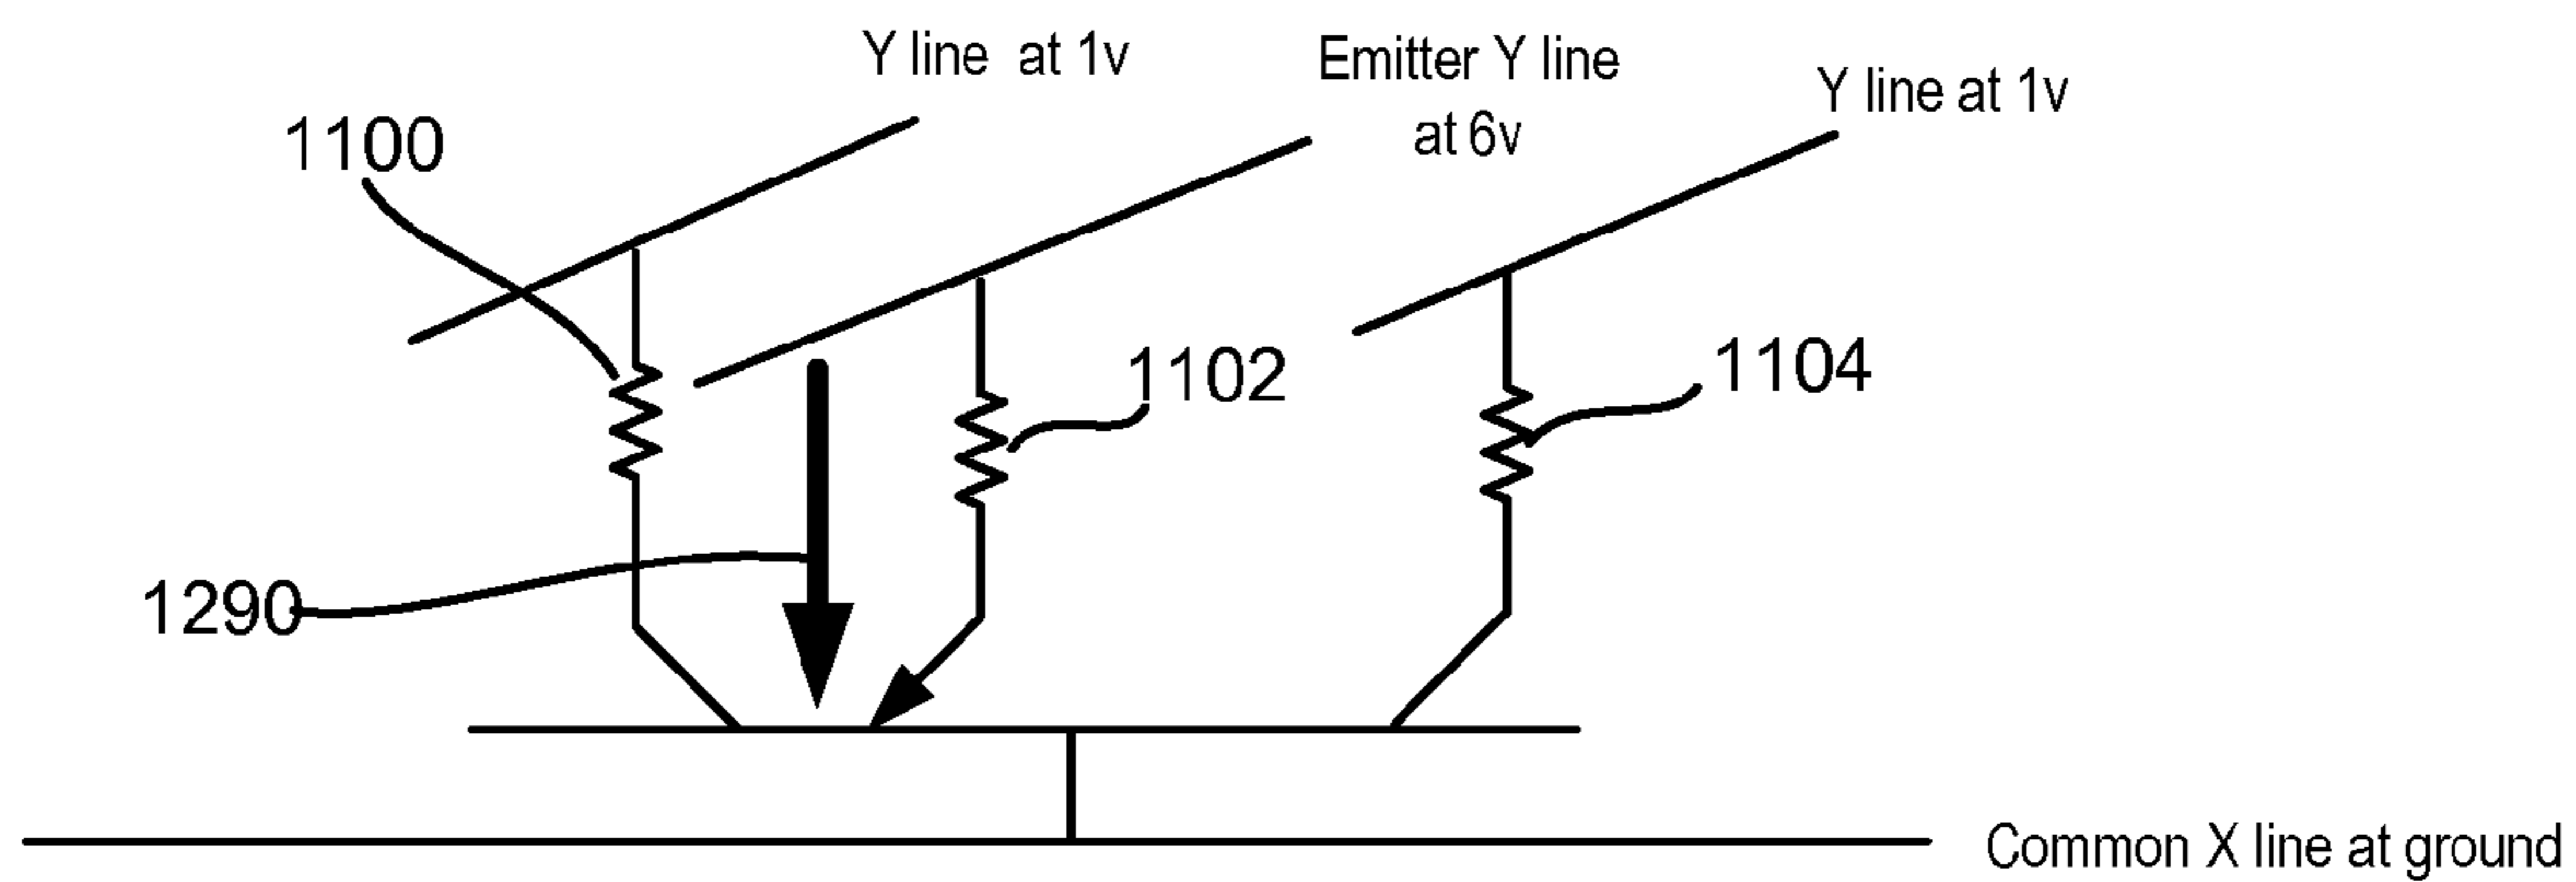 Y line at 1v
Emitter Y line
at 6v
Y line at 1v
1100
1102
1104
1290
Common X line at ground